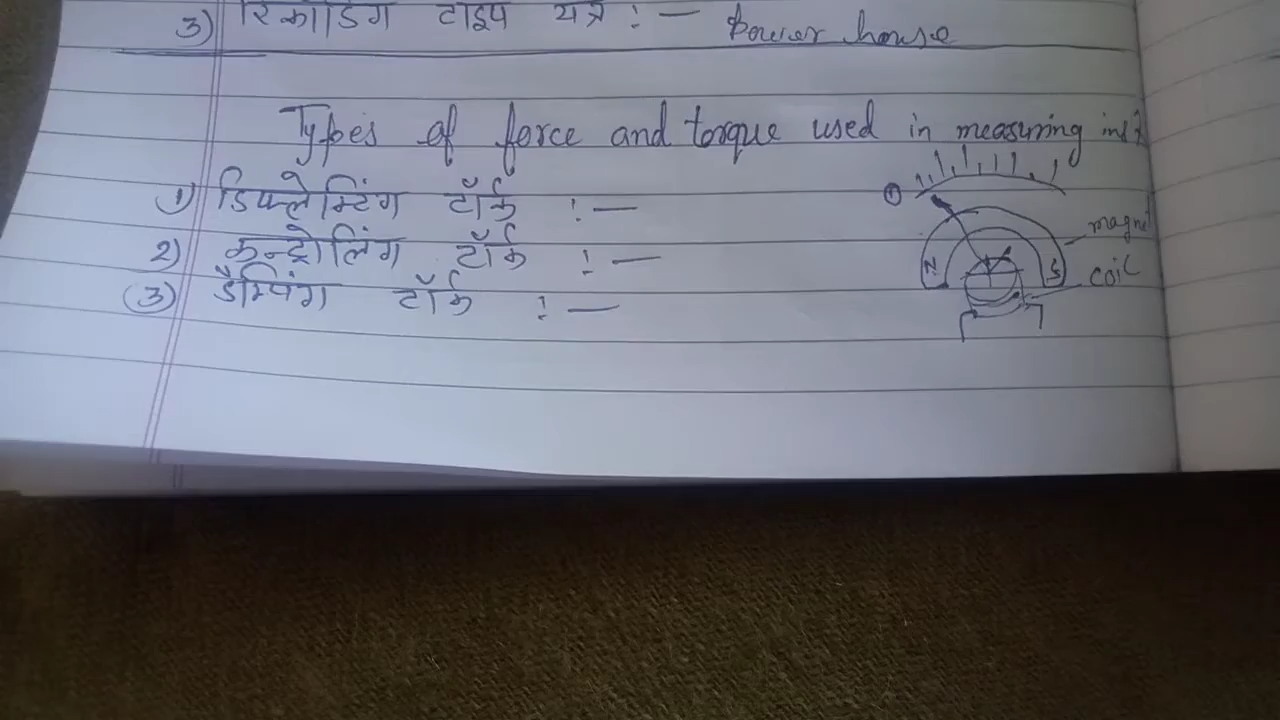 3) रिकॉर्डिंग टाइप यंत्र :— Power house
Types of force and torque used in measuring inst
1) डिफ्लेक्टिंग टॉर्क :—
2) कन्ट्रोलिंग टॉर्क :—
(3) डैम्पिंग टॉर्क :—
magnet
N S
coil